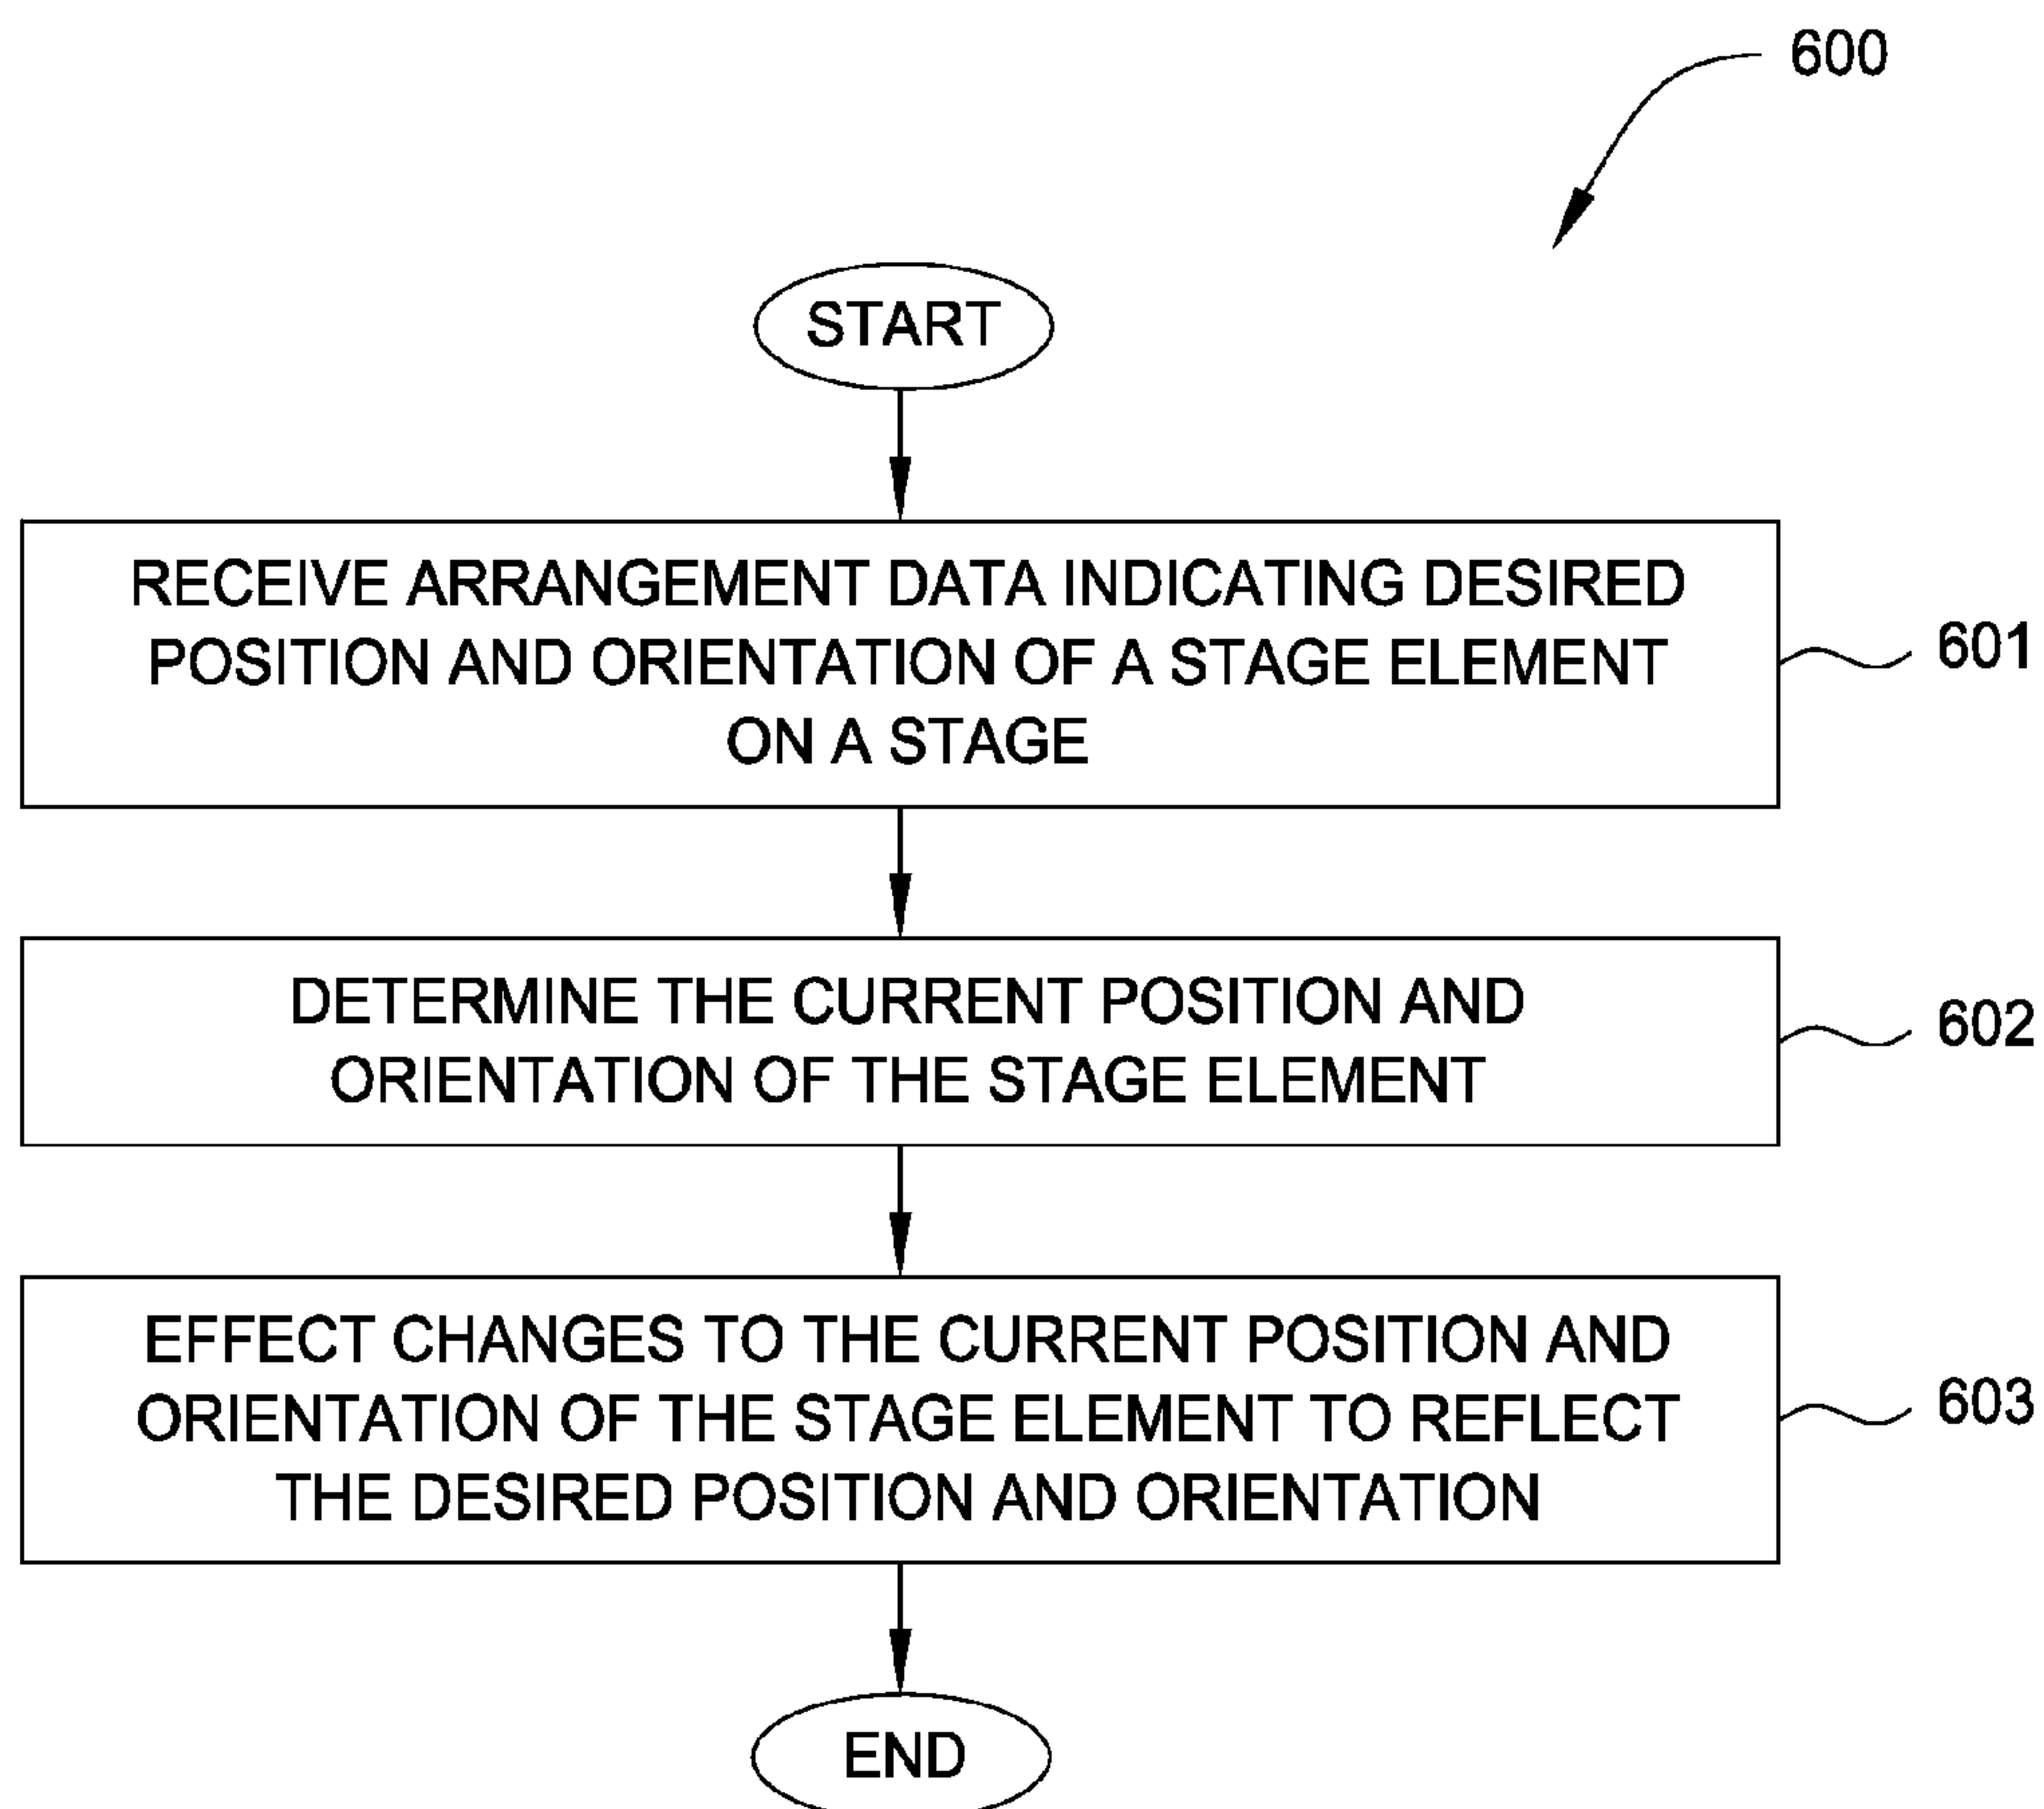 600
START
RECEIVE ARRANGEMENT DATA INDICATING DESIRED
POSITION AND ORIENTATION OF A STAGE ELEMENT
ON A STAGE
601
DETERMINE THE CURRENT POSITION AND
ORIENTATION OF THE STAGE ELEMENT
602
EFFECT CHANGES TO THE CURRENT POSITION AND
ORIENTATION OF THE STAGE ELEMENT TO REFLECT
THE DESIRED POSITION AND ORIENTATION
603
END